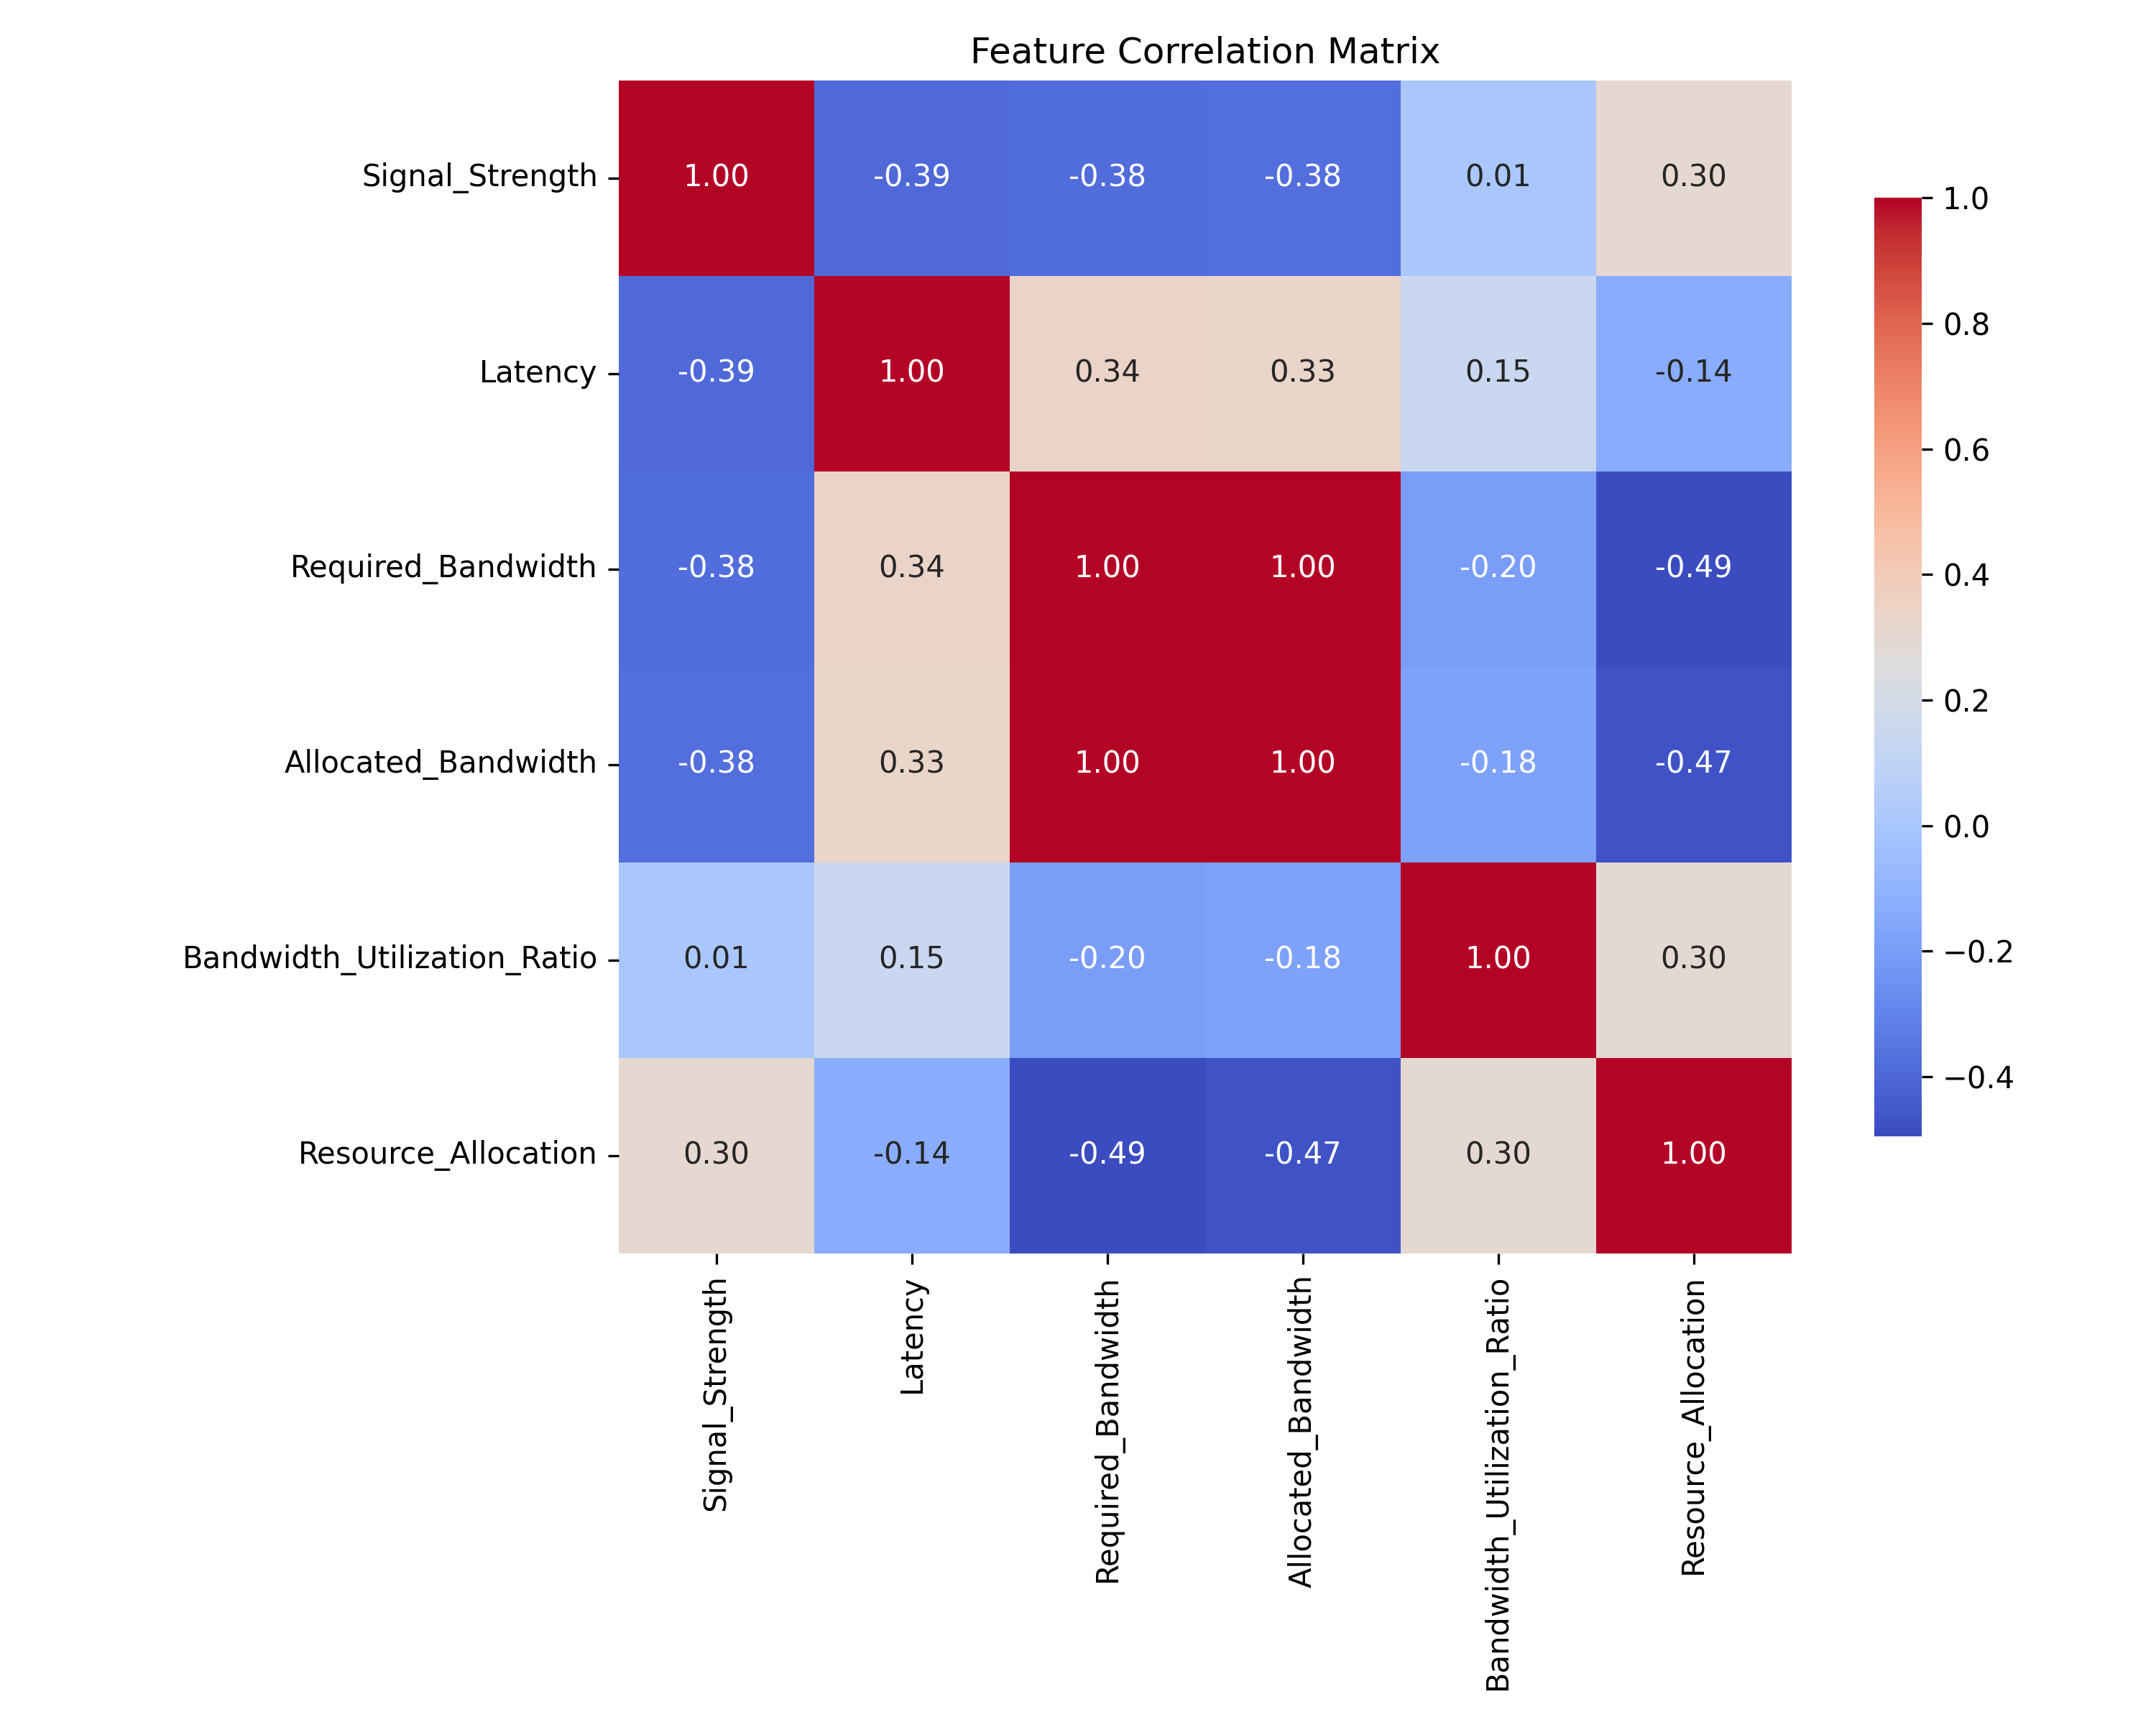 Feature Correlation Matrix
Signal_Strength 1.00 -0.39 -0.38 -0.38 0.01 0.30
Latency -0.39 1.00 0.34 0.33 0.15 -0.14
Required_Bandwidth -0.38 0.34 1.00 1.00 -0.20 -0.49
Allocated_Bandwidth -0.38 0.33 1.00 1.00 -0.18 -0.47
Bandwidth_Utilization_Ratio 0.01 0.15 -0.20 -0.18 1.00 0.30
Resource_Allocation 0.30 -0.14 -0.49 -0.47 0.30 1.00
Signal_Strength
Latency
Required_Bandwidth
Allocated_Bandwidth
Bandwidth_Utilization_Ratio
Resource_Allocation
1.0
0.8
0.6
0.4
0.2
0.0
−0.2
−0.4